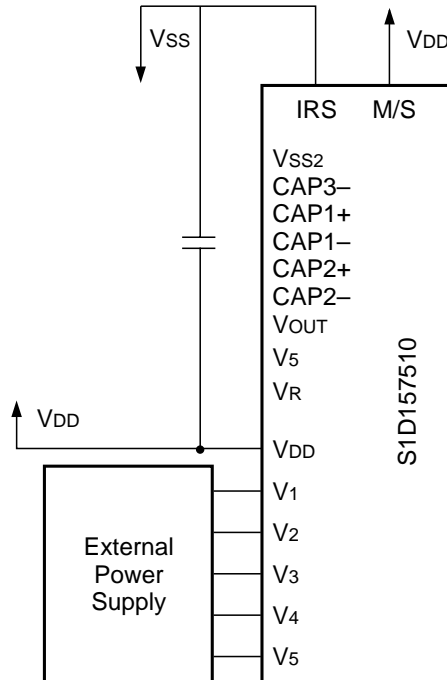 VSS
VDD
IRS M/S
VSS2
CAP3–
CAP1+
CAP1–
CAP2+
CAP2–
VOUT
V5
VR
VDD
VDD
V1
V2
V3
V4
V5
External
Power
Supply
S1D157510